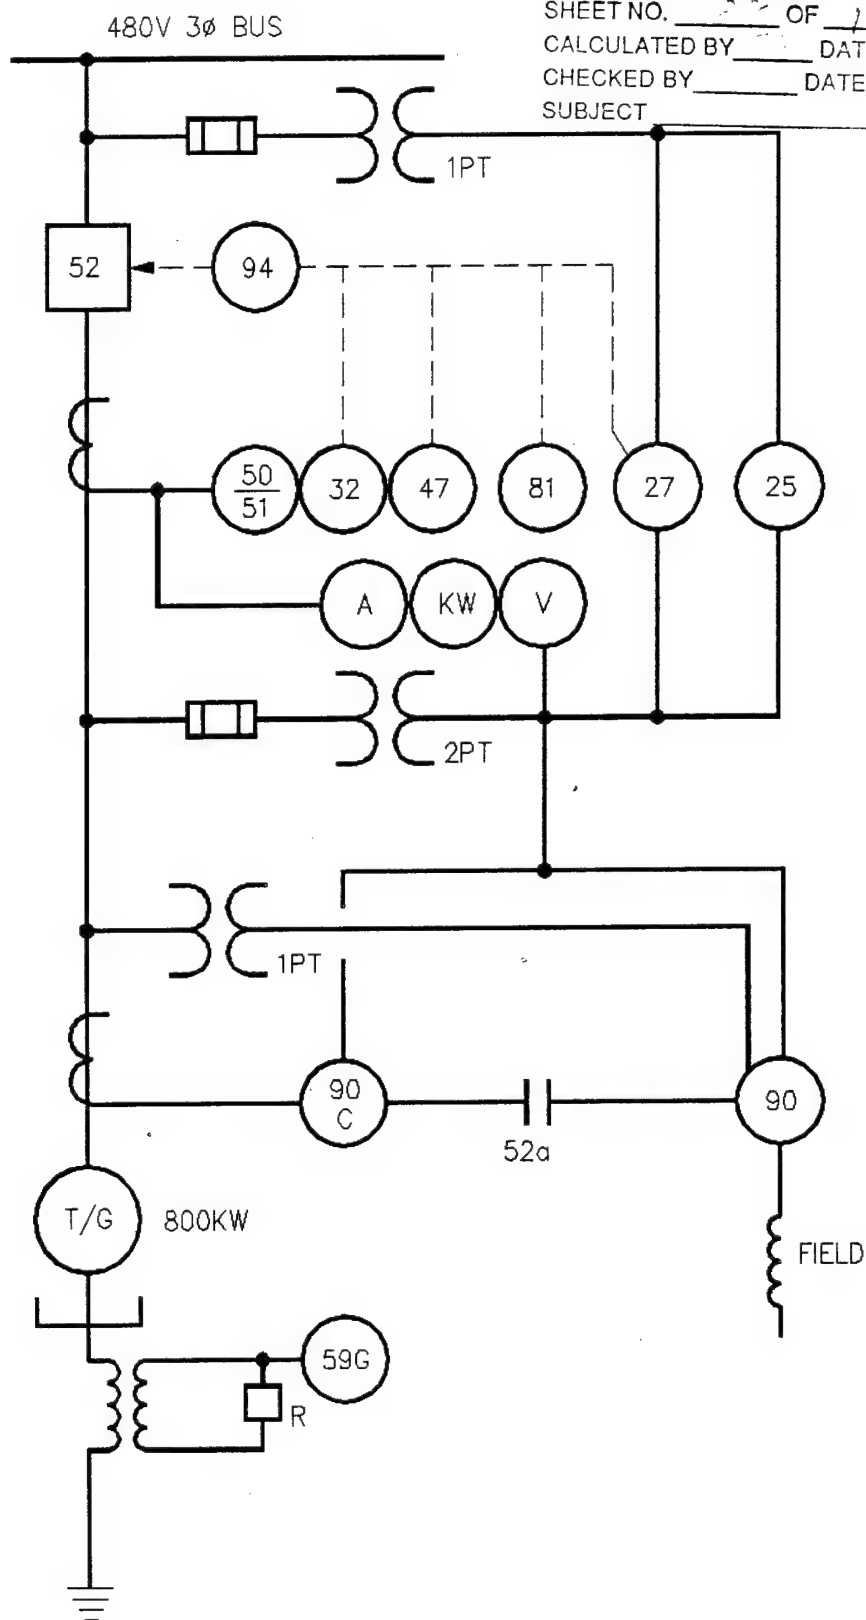 SHEET NO. OF
CALCULATED BY DAT
CHECKED BY DATE
SUBJECT
480V 3ø BUS
1PT
52
94
50
51
32
47
81
27
25
A
KW
V
2PT
1PT
90
C
52a
90
T/G
800KW
FIELD
59G
R